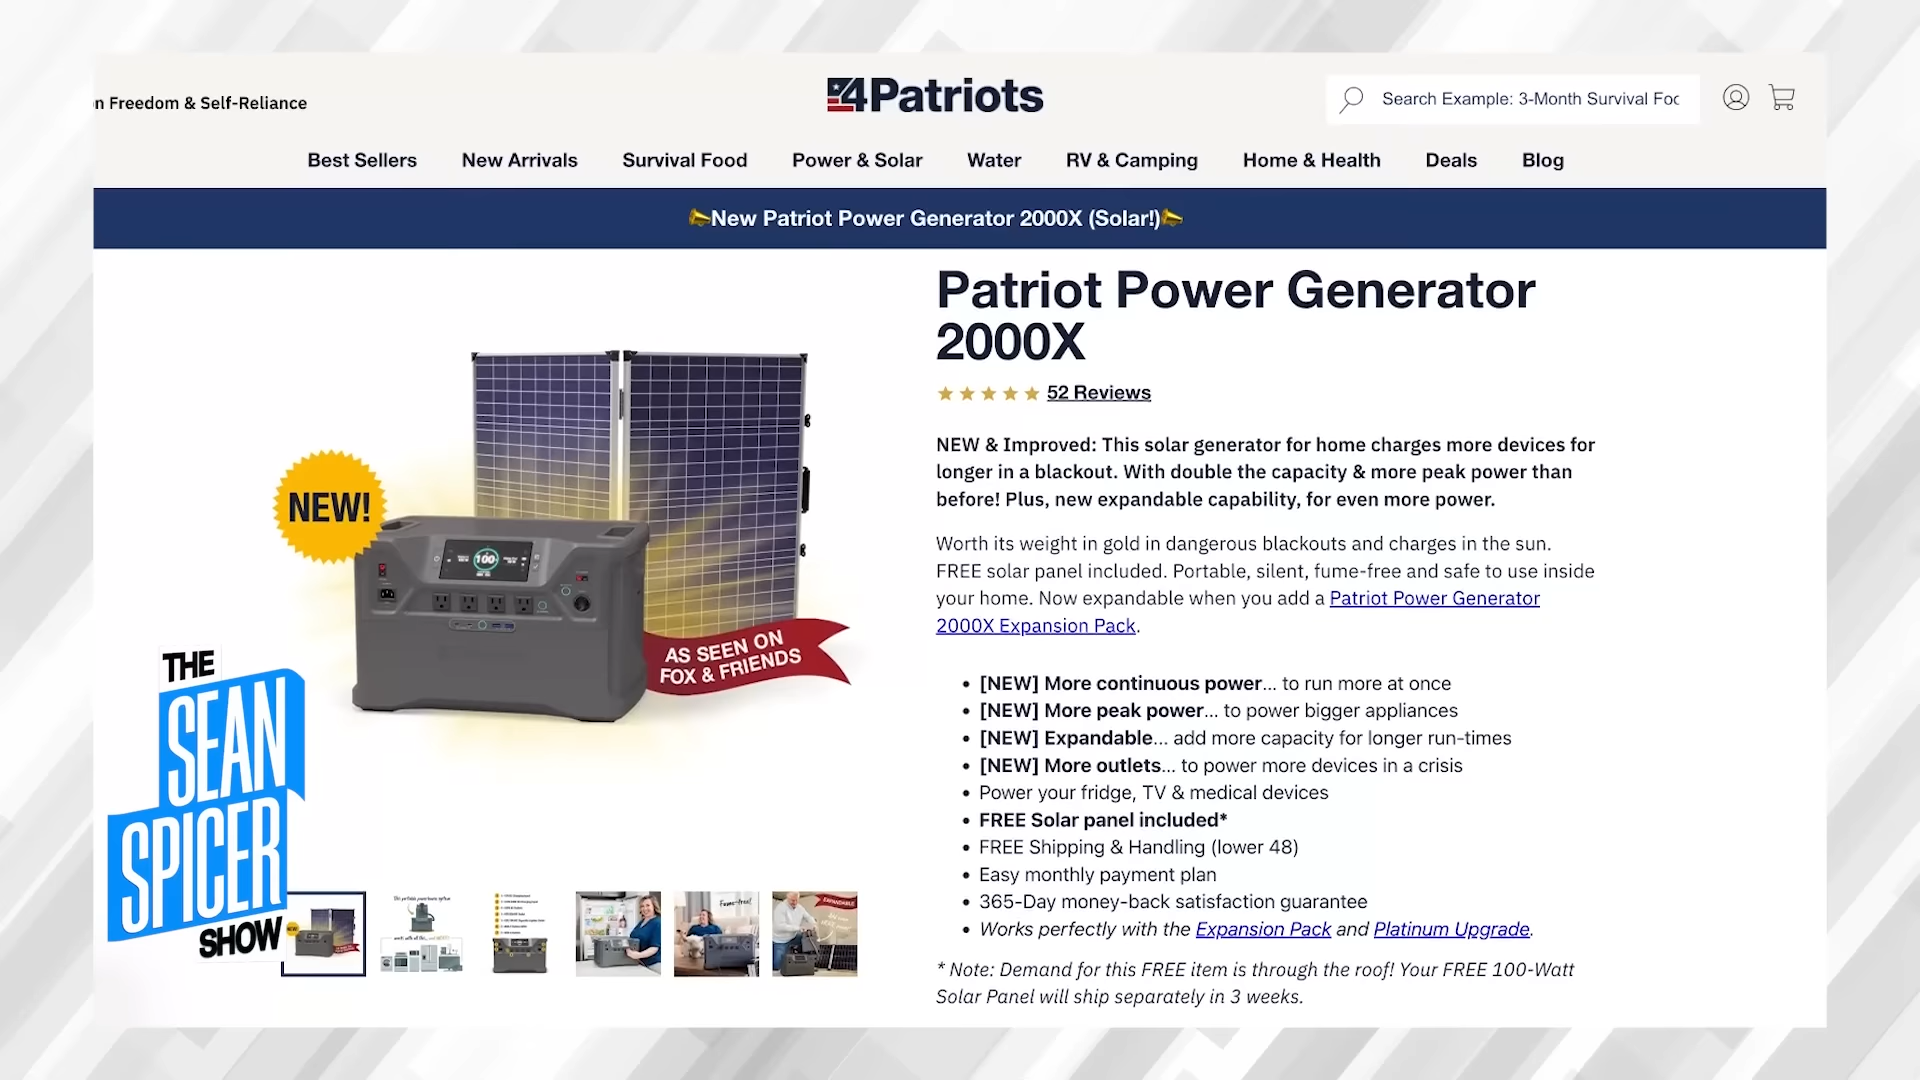 n Freedom & Self-Reliance
4Patriots
Search Example: 3-Month Survival Foo
Best Sellers
New Arrivals
Survival Food
Power & Solar
Water
RV & Camping
Home & Health
Deals
Blog
New Patriot Power Generator 2000X (Solar!)
NEW!
100
AS SEEN ON
FOX & FRIENDS
Patriot Power Generator
2000X
52 Reviews
NEW & Improved: This solar generator for home charges more devices for
longer in a blackout. With double the capacity & more peak power than
before! Plus, new expandable capability, for even more power.
Worth its weight in gold in dangerous blackouts and charges in the sun.
FREE solar panel included. Portable, silent, fume-free and safe to use inside
your home. Now expandable when you add a Patriot Power Generator
2000X Expansion Pack.
• [NEW] More continuous power... to run more at once
• [NEW] More peak power... to power bigger appliances
• [NEW] Expandable... add more capacity for longer run-times
• [NEW] More outlets... to power more devices in a crisis
• Power your fridge, TV & medical devices
• FREE Solar panel included*
• FREE Shipping & Handling (lower 48)
• Easy monthly payment plan
• 365-Day money-back satisfaction guarantee
• Works perfectly with the Expansion Pack and Platinum Upgrade.
* Note: Demand for this FREE item is through the roof! Your FREE 100-Watt
Solar Panel will ship separately in 3 weeks.
THE
SEAN
SPICER
SHOW
Fume-free!
EXPANDABLE